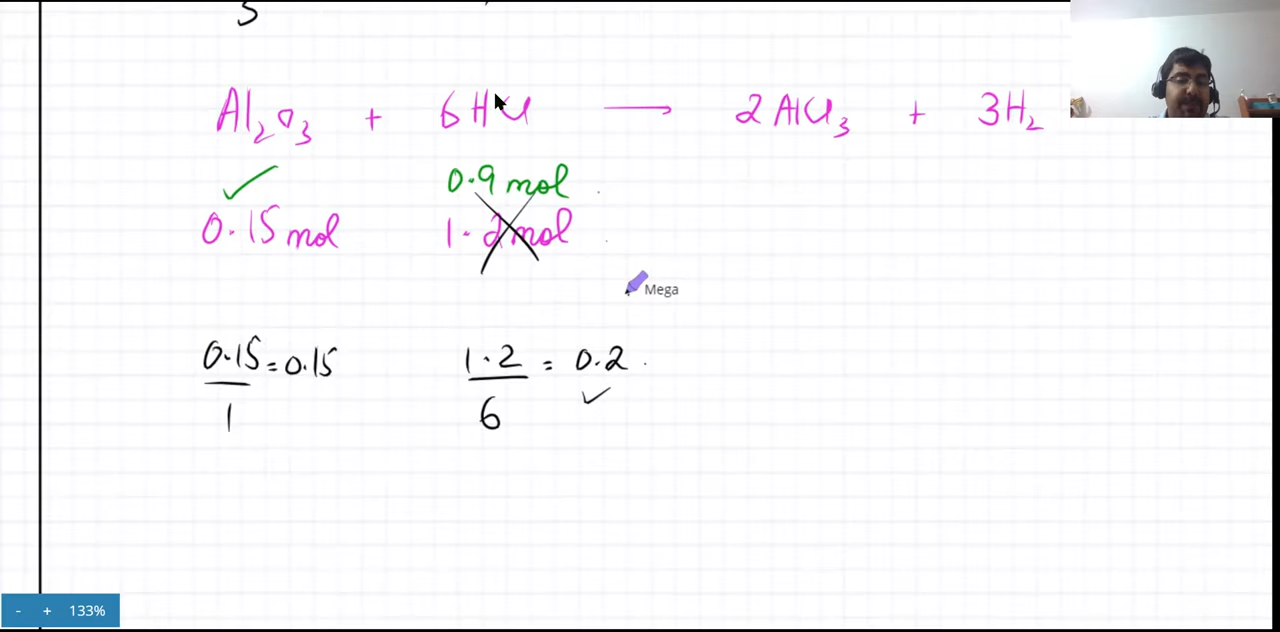 Al₂O₃ + 6HCl ⟶ 2AlCl₃ + 3H₂
✓ 0.9 mol
0.15 mol 1.2 mol
Mega
0.15/1 = 0.15 1.2/6 = 0.2
✓
- + 133%